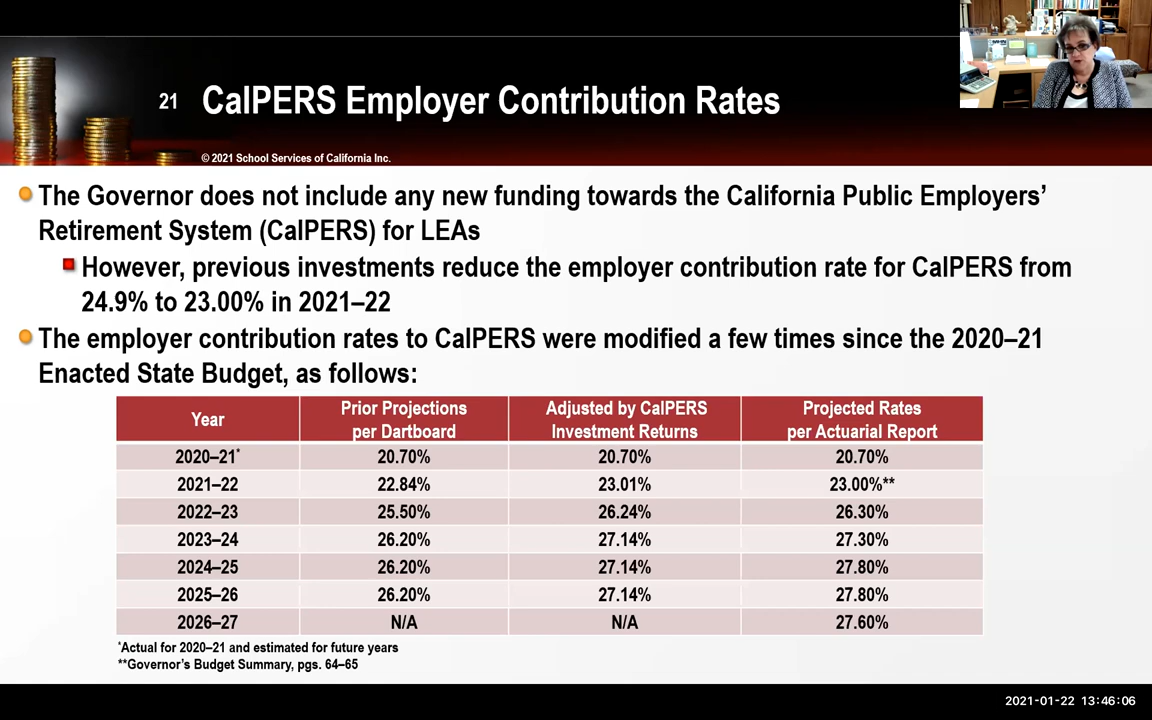 21 CalPERS Employer Contribution Rates
© 2021 School Services of California Inc.
The Governor does not include any new funding towards the California Public Employers’
Retirement System (CalPERS) for LEAs
However, previous investments reduce the employer contribution rate for CalPERS from
24.9% to 23.00% in 2021–22
The employer contribution rates to CalPERS were modified a few times since the 2020–21
Enacted State Budget, as follows:
Year Prior Projections per Dartboard Adjusted by CalPERS Investment Returns Projected Rates per Actuarial Report
2020–21* 20.70% 20.70% 20.70%
2021–22 22.84% 23.01% 23.00%**
2022–23 25.50% 26.24% 26.30%
2023–24 26.20% 27.14% 27.30%
2024–25 26.20% 27.14% 27.80%
2025–26 26.20% 27.14% 27.80%
2026–27 N/A N/A 27.60%
*Actual for 2020–21 and estimated for future years
**Governor’s Budget Summary, pgs. 64–65
2021-01-22 13:46:06